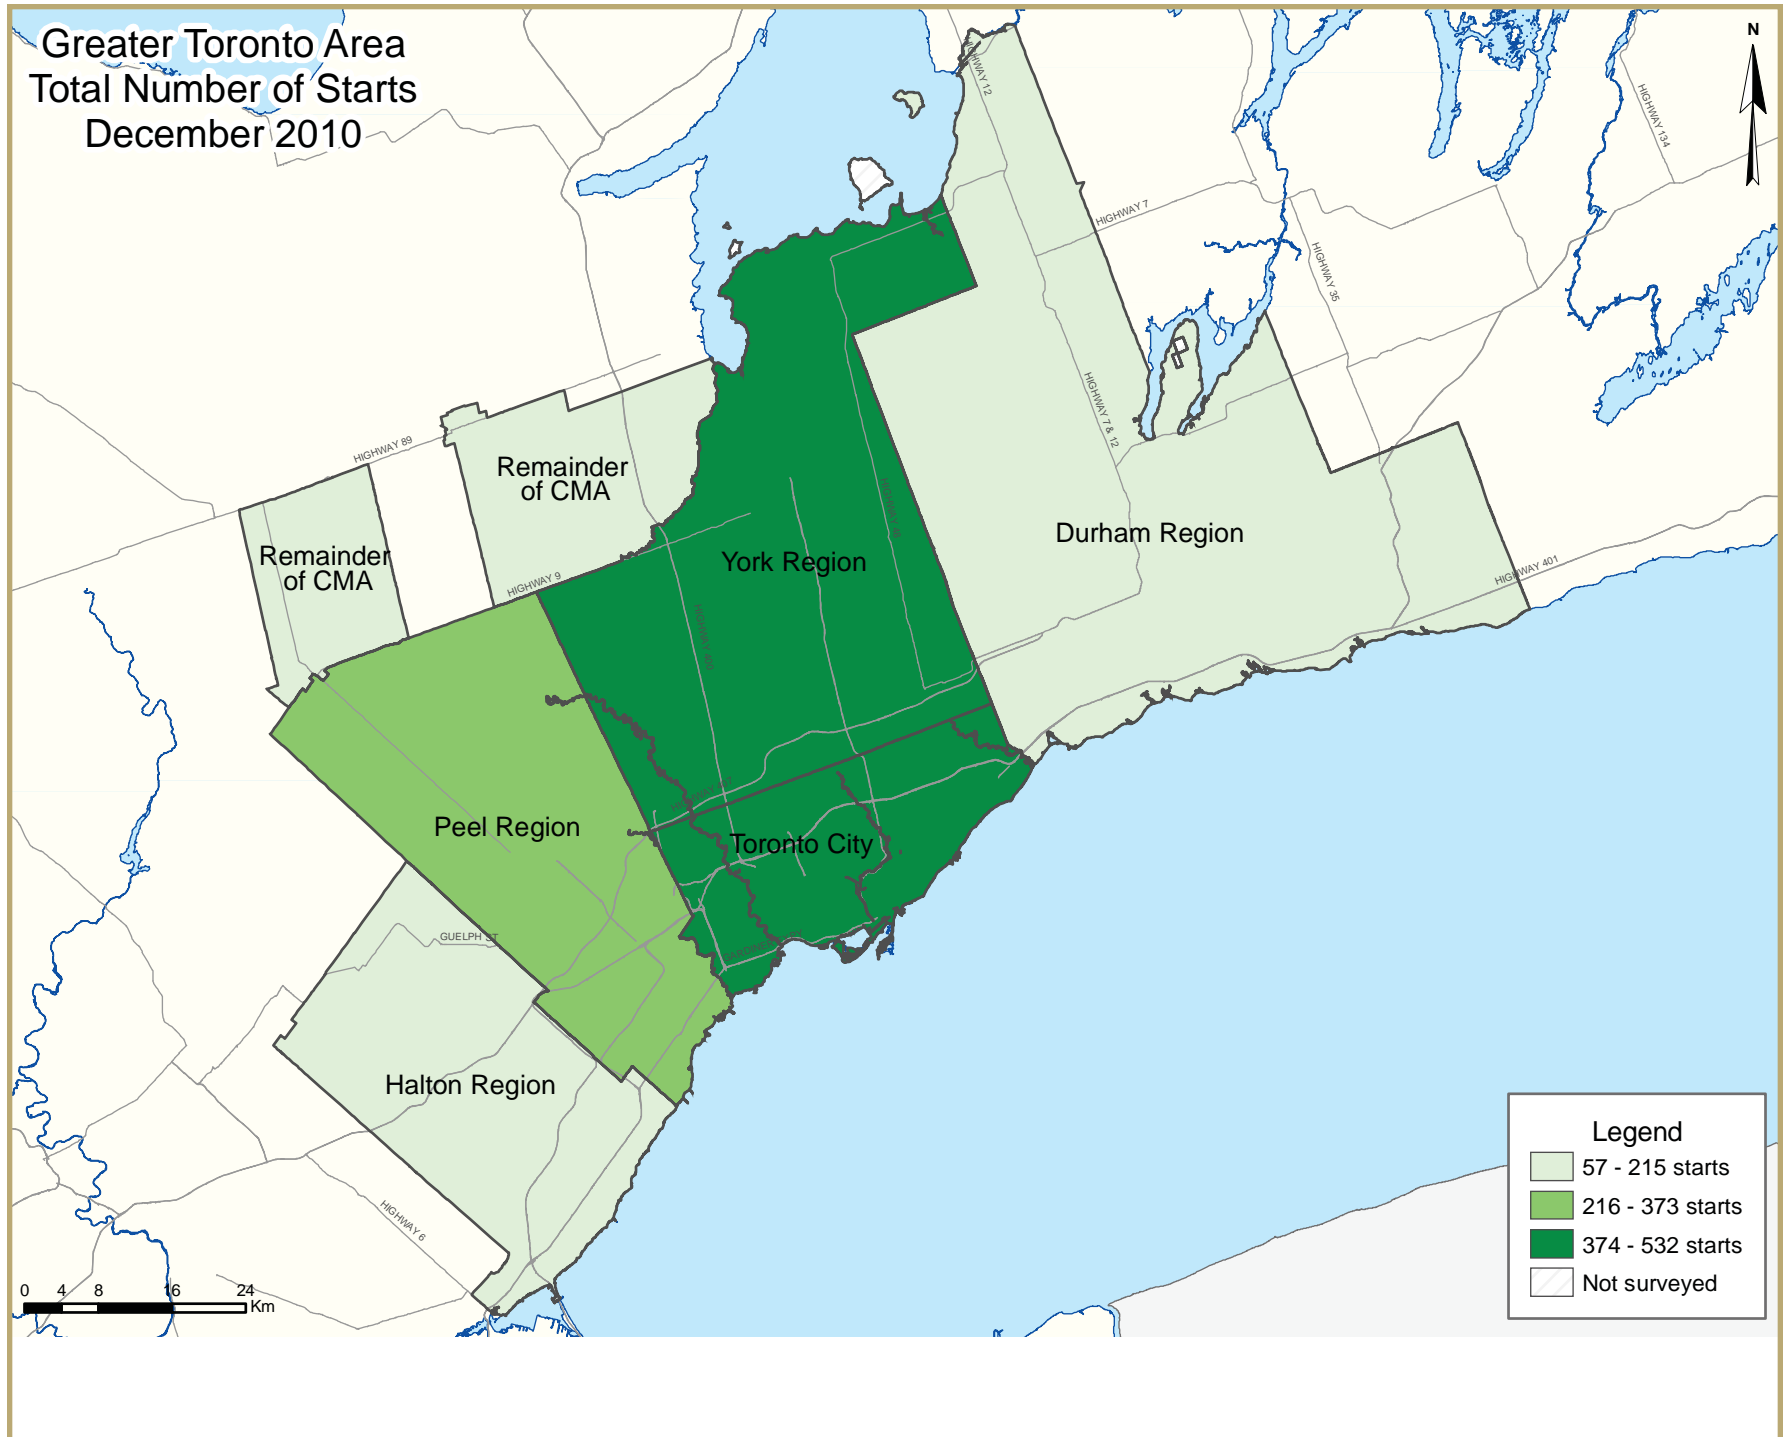 Greater Toronto Area
Total Number of Starts
December 2010
N
HIGHWAY 12
HIGHWAY 134
HIGHWAY 7
HIGHWAY 35
HIGHWAY 7 & 12
HIGHWAY 89
Remainder
of CMA
Remainder
of CMA
HIGHWAY 9
York Region
Durham Region
HIGHWAY 401
HIGHWAY 400
Peel Region
Toronto City
GUELPH ST
Halton Region
HIGHWAY 6
Legend
57 - 215 starts
216 - 373 starts
374 - 532 starts
Not surveyed
0 4 8 16 24
Km